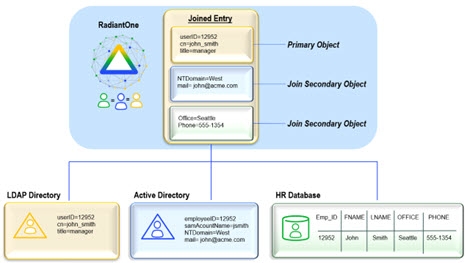 RadiantOne
Joined Entry
userID=12952
cn=john_smith
title=manager
Primary Object
NTDomain=West
mail= john@acme.com
Join Secondary Object
Office=Seattle
Phone=555-1354
Join Secondary Object
LDAP Directory
Active Directory
HR Database
userID=12952
cn=john_smith
title=manager
employeeID=12952
samAcountName=jsmith
NTDomain=West
mail= john@acme.com
Emp_ID FNAME LNAME OFFICE PHONE
12952 John Smith Seattle 555-1354